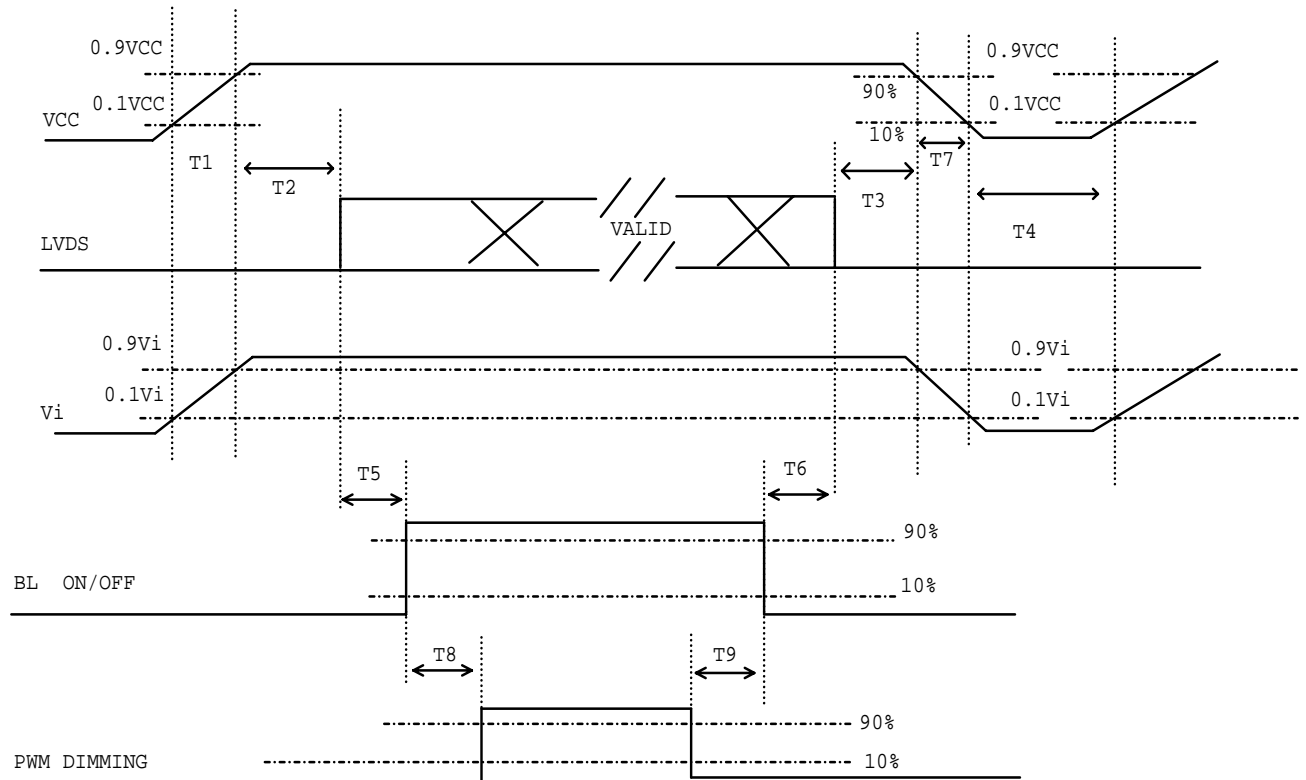 0.9VCC
0.9VCC
90%
0.1VCC
0.1VCC
VCC
10%
T1
T7
T2
T3
VALID
T4
LVDS
0.9Vi
0.9Vi
0.1Vi
0.1Vi
Vi
T5
T6
90%
BL ON/OFF
10%
T8
T9
90%
PWM DIMMING
10%